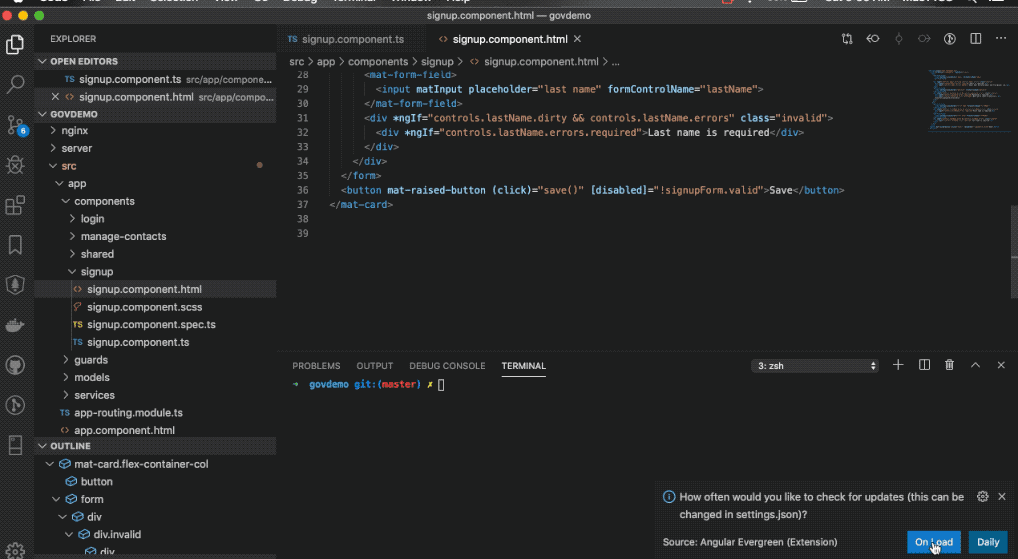 signup.component.html — govdemo
EXPLORER
OPEN EDITORS
TS signup.component.ts src/app/compone...
<> signup.component.html src/app/compo...
GOVDEMO
nginx
server
src
app
components
login
manage-contacts
shared
signup
<> signup.component.html
signup.component.scss
TS signup.component.spec.ts
TS signup.component.ts
guards
models
services
TS app-routing.module.ts
<> app.component.html
OUTLINE
mat-card.flex-container-col
button
form
div
div.invalid
div
6
TS signup.component.ts
<> signup.component.html
src > app > components > signup > <> signup.component.html > ...
28 <mat-form-field>
29 <input matInput placeholder="last name" formControlName="lastName">
30 </mat-form-field>
31 <div *ngIf="controls.lastName.dirty && controls.lastName.errors" class="invalid">
32 <div *ngIf="controls.lastName.errors.required">Last name is required</div>
33 </div>
34 </div>
35 </form>
36 <button mat-raised-button (click)="save()" [disabled]="!signupForm.valid">Save</button>
37 </mat-card>
38
39
PROBLEMS OUTPUT DEBUG CONSOLE TERMINAL 3: zsh
→ govdemo git:(master) ✗
How often would you like to check for updates (this can be
changed in settings.json)?
Source: Angular Evergreen (Extension) On Load Daily